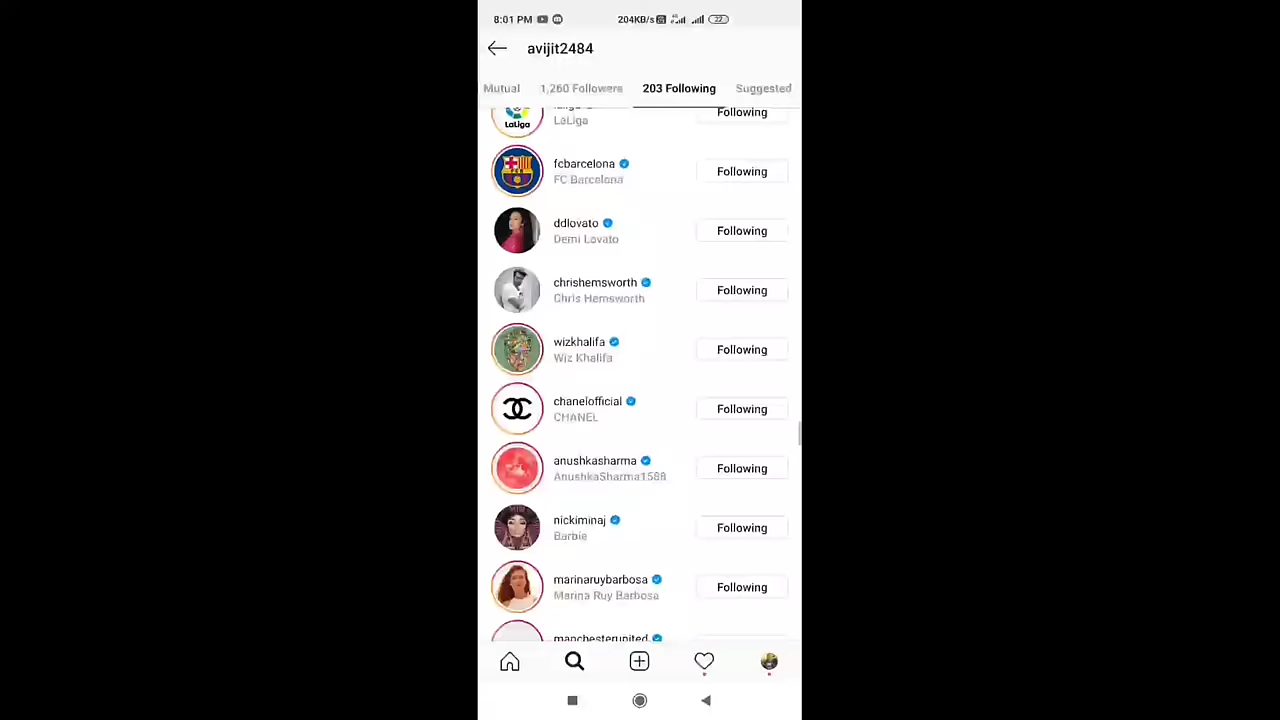 8:01 PM 204KB/s 22
avijit2484
Mutual 1,260 Followers 203 Following Suggested
LaLiga
LaLiga Following
fcbarcelona
FC Barcelona Following
ddlovato
Demi Lovato Following
chrishemsworth
Chris Hemsworth Following
wizkhalifa
Wiz Khalifa Following
chanelofficial
CHANEL Following
anushkasharma
AnushkaSharma1588 Following
nickiminaj
Barbie Following
marinaruybarbosa
Marina Ruy Barbosa Following
manchesterunited